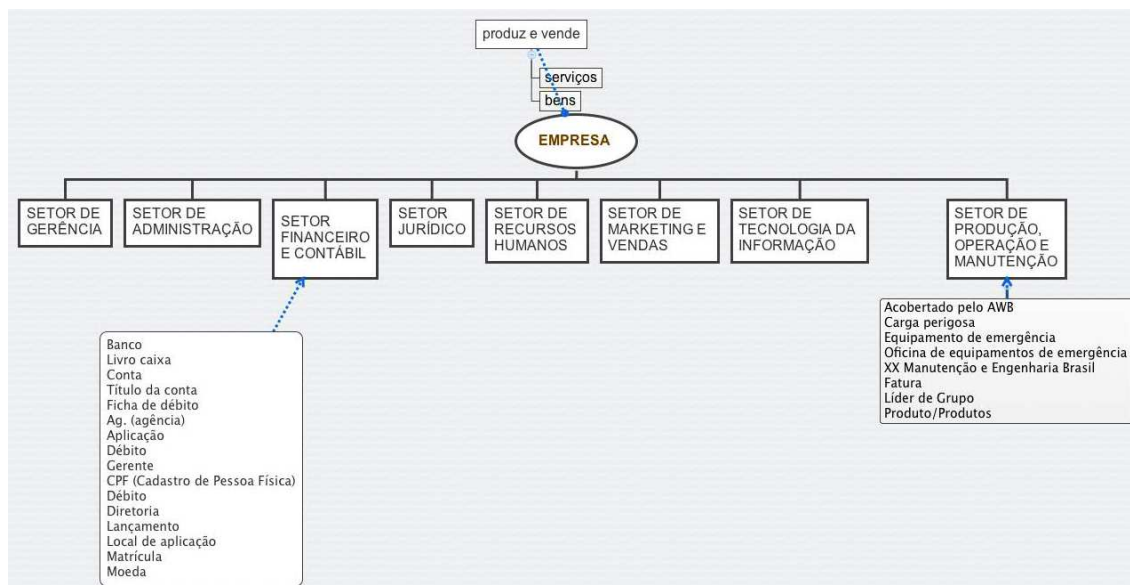 produz e vende
serviços
bens
EMPRESA
SETOR DE
GERÊNCIA
SETOR DE
ADMINISTRAÇÃO
SETOR
FINANCEIRO
E CONTÁBIL
SETOR
JURÍDICO
SETOR DE
RECURSOS
HUMANOS
SETOR DE
MARKETING E
VENDAS
SETOR DE
TECNOLOGIA DA
INFORMAÇÃO
SETOR DE
PRODUÇÃO,
OPERAÇÃO E
MANUTENÇÃO
Banco
Livro caixa
Conta
Título da conta
Ficha de débito
Ag. (agência)
Aplicação
Débito
Gerente
CPF (Cadastro de Pessoa Física)
Débito
Diretoria
Lançamento
Local de aplicação
Matrícula
Moeda
Acobertado pelo AWB
Carga perigosa
Equipamento de emergência
Oficina de equipamentos de emergência
XX Manutenção e Engenharia Brasil
Fatura
Líder de Grupo
Produto/Produtos